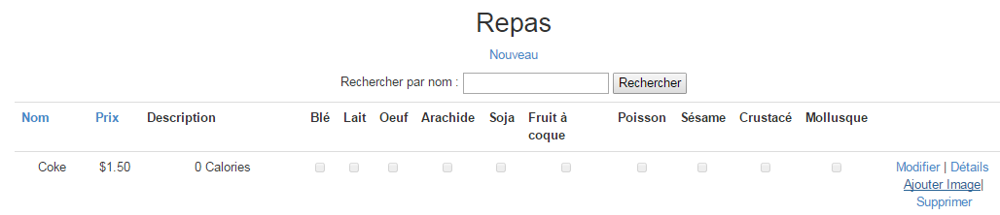 Repas
Nouveau
Rechercher par nom : Rechercher
Nom Prix Description Blé Lait Oeuf Arachide Soja Fruit à coque Poisson Sésame Crustacé Mollusque
Coke $1.50 0 Calories Modifier | Détails
Ajouter Image|
Supprimer